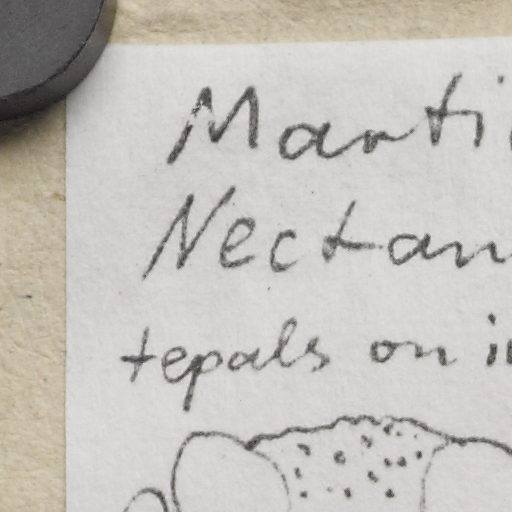 Marti
Nectan
tepals on i